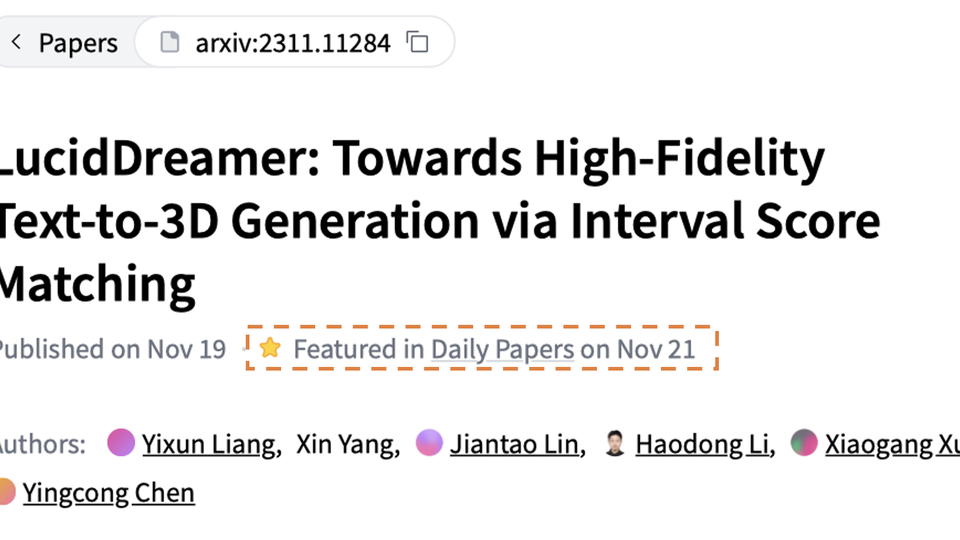 Papers arxiv:2311.11284
LucidDreamer: Towards High-Fidelity
Text-to-3D Generation via Interval Score
Matching
Published on Nov 19 · Featured in Daily Papers on Nov 21
Authors: Yixun Liang, Xin Yang, Jiantao Lin, Haodong Li, Xiaogang Xu
Yingcong Chen